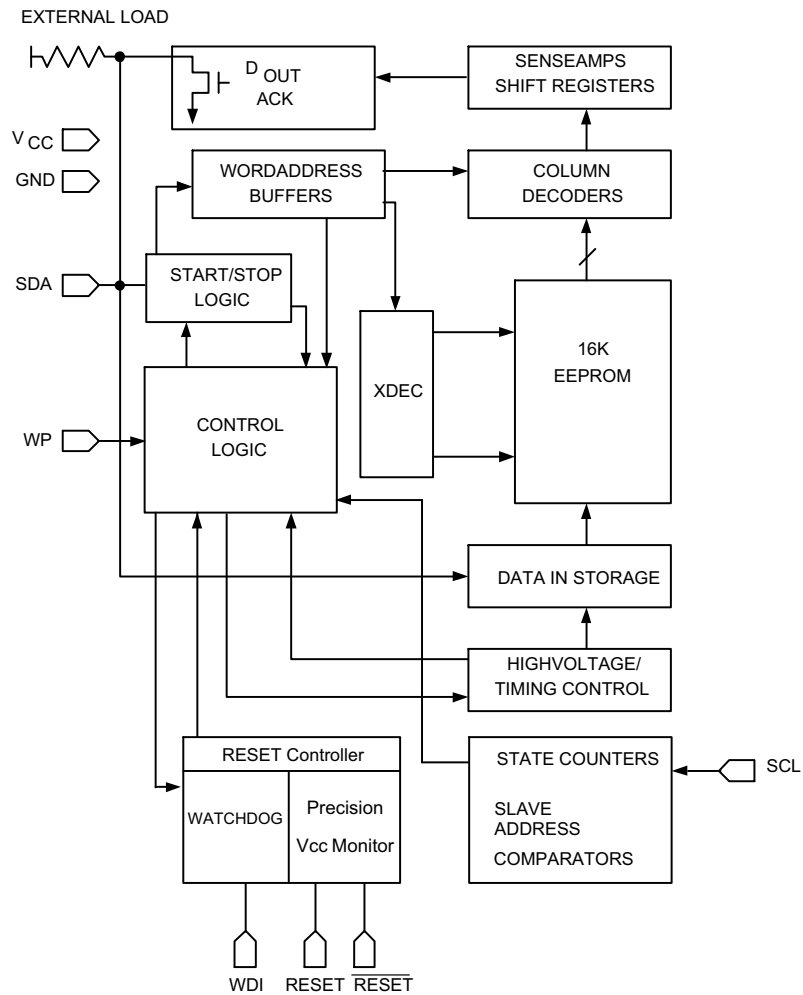 EXTERNAL LOAD
D OUT
ACK
SENSEAMPS
SHIFT REGISTERS
V CC
GND
WORDADDRESS
BUFFERS
COLUMN
DECODERS
SDA
START/STOP
LOGIC
XDEC
16K
EEPROM
WP
CONTROL
LOGIC
DATA IN STORAGE
HIGHVOLTAGE/
TIMING CONTROL
RESET Controller
WATCHDOG
Precision
Vcc Monitor
STATE COUNTERS
SLAVE
ADDRESS
COMPARATORS
SCL
WDI
RESET
RESET